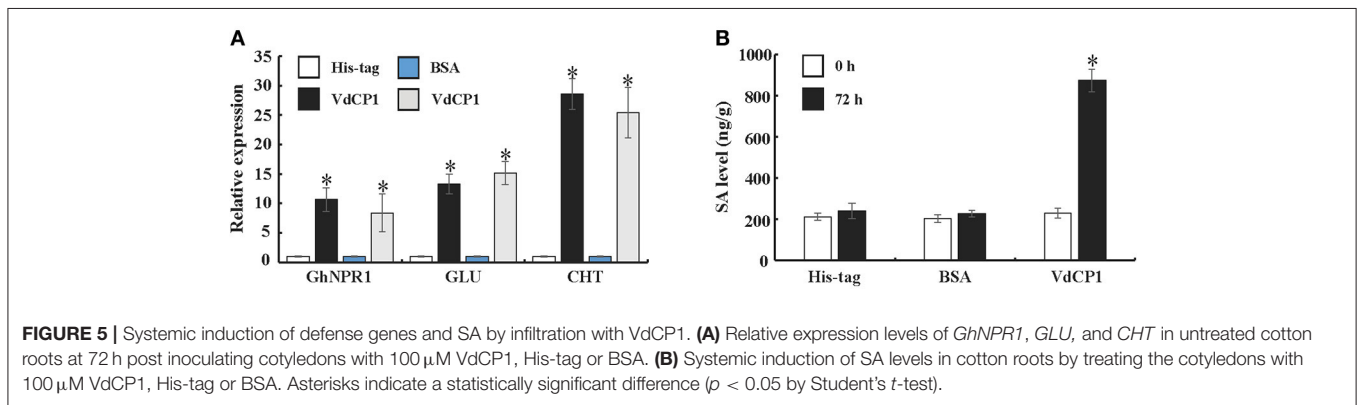 A
35
30
25
20
15
10
5
0
Relative expression
His-tag BSA
VdCP1 VdCP1
* * * * * *
GhNPR1 GLU CHT
B
1000
800
600
400
200
0
SA level (ng/g)
0 h
72 h
*
His-tag BSA VdCP1
FIGURE 5 | Systemic induction of defense genes and SA by infiltration with VdCP1. (A) Relative expression levels of GhNPR1, GLU, and CHT in untreated cotton
roots at 72 h post inoculating cotyledons with 100 μM VdCP1, His-tag or BSA. (B) Systemic induction of SA levels in cotton roots by treating the cotyledons with
100 μM VdCP1, His-tag or BSA. Asterisks indicate a statistically significant difference (p < 0.05 by Student's t-test).